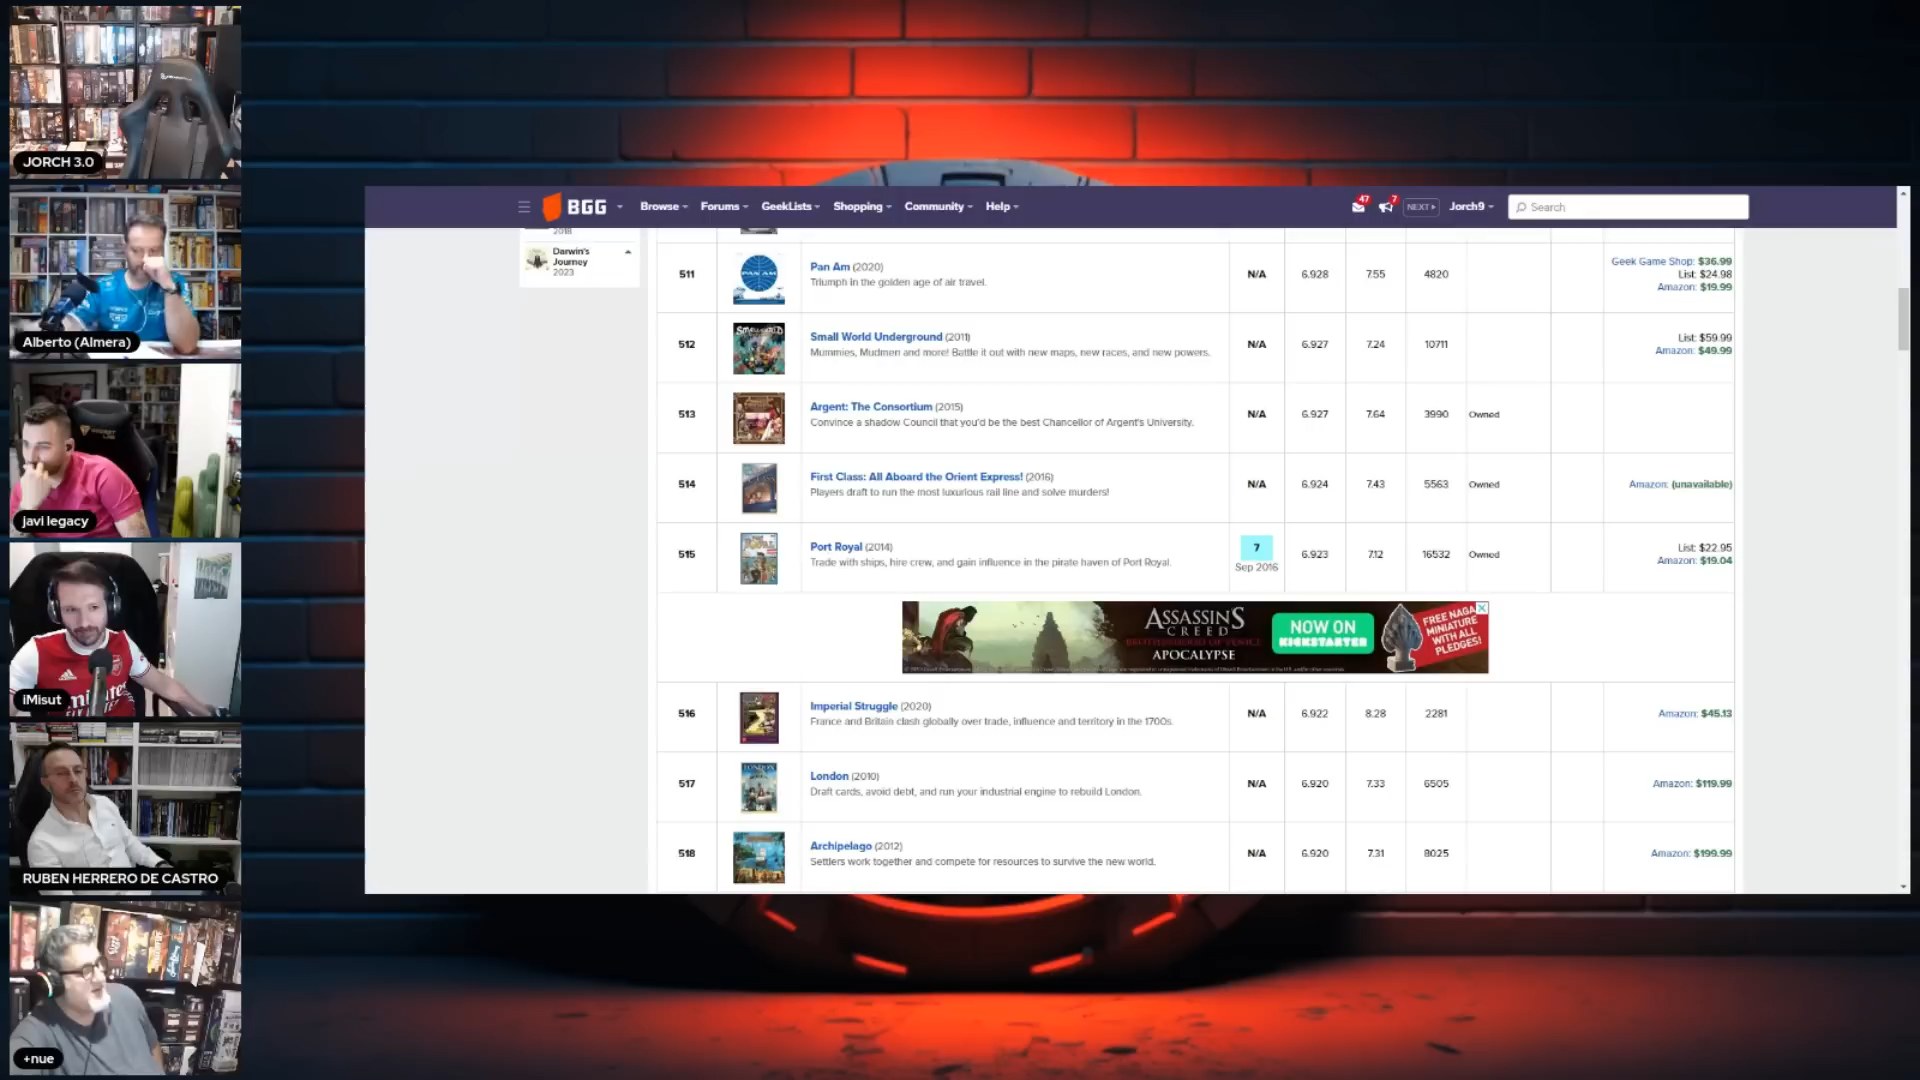 JORCH 3.0
Alberto (Almera)
javi legacy
iMisut
RUBEN HERRERO DE CASTRO
+nue
BGG
Browse
Forums
GeekLists
Shopping
Community
Help
47
7
NEXT
Jorch9
Search
2018
Darwin's
Journey
2023
511
PAN AM
Pan Am (2020)
Triumph in the golden age of air travel.
N/A
6.928
7.55
4820
Geek Game Shop: $36.99
List: $24.98
Amazon: $19.99
512
SMALLWORLD
Small World Underground (2011)
Mummies, Mudmen and more! Battle it out with new maps, new races, and new powers.
N/A
6.927
7.24
10711
List: $59.99
Amazon: $49.99
513
Argent: The Consortium (2015)
Convince a shadow Council that you'd be the best Chancellor of Argent's University.
N/A
6.927
7.64
3990
Owned
514
First Class: All Aboard the Orient Express! (2016)
Players draft to run the most luxurious rail line and solve murders!
N/A
6.924
7.43
5563
Owned
Amazon: (unavailable)
515
Port Royal (2014)
Trade with ships, hire crew, and gain influence in the pirate haven of Port Royal.
7
Sep 2016
6.923
7.12
16532
Owned
List: $22.95
Amazon: $19.04
ASSASSIN'S
CREED
BROTHERHOOD OF VENICE
APOCALYPSE
NOW ON
KICKSTARTER
FREE NAGA
MINIATURE
WITH ALL
PLEDGES!
516
Imperial Struggle (2020)
France and Britain clash globally over trade, influence and territory in the 1700s.
N/A
6.922
8.28
2281
Amazon: $45.13
517
LONDON
London (2010)
Draft cards, avoid debt, and run your industrial engine to rebuild London.
N/A
6.920
7.33
6505
Amazon: $119.99
518
Archipelago (2012)
Settlers work together and compete for resources to survive the new world.
N/A
6.920
7.31
8025
Amazon: $199.99